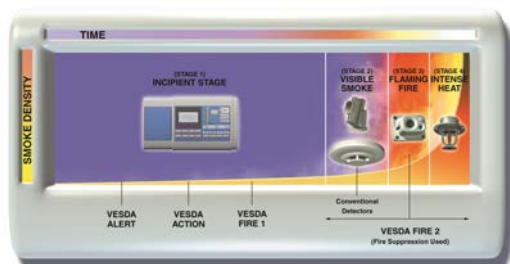 TIME
SMOKE DENSITY
(STAGE 1)
INCIPIENT STAGE
(STAGE 2)
VISIBLE
SMOKE
(STAGE 3)
FLAMING
FIRE
(STAGE 4)
INTENSE
HEAT
VESDA
ALERT
VESDA
ACTION
VESDA
FIRE 1
Conventional
Detectors
VESDA FIRE 2
(Fire Suppression Used)